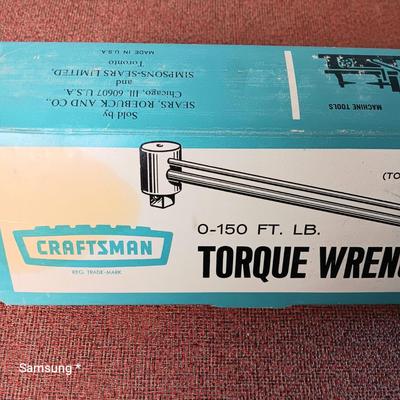 Sold by
SEARS, ROEBUCK AND CO.
Chicago, Ill. 60607 U.S.A.
and
SIMPSONS-SEARS LIMITED,
Toronto
MADE IN U.S.A.
MACHINE TOOLS
(TO
0-150 FT. LB.
CRAFTSMAN
REG. TRADE-MARK
TORQUE WREN
Samsung *